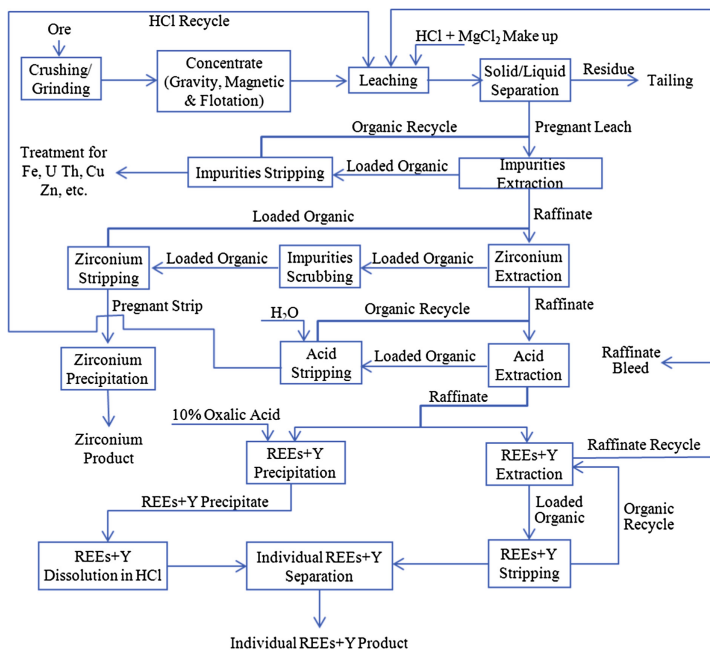 HCl Recycle
Ore
HCl + MgCl2 Make up
Crushing/
Grinding
Concentrate
(Gravity, Magnetic
& Flotation)
Leaching
Solid/Liquid
Separation
Residue
Tailing
Organic Recycle
Pregnant Leach
Treatment for
Fe, U Th, Cu
Zn, etc.
Impurities Stripping
Loaded Organic
Impurities
Extraction
Loaded Organic
Raffinate
Zirconium
Stripping
Loaded Organic
Impurities
Scrubbing
Loaded Organic
Zirconium
Extraction
Pregnant Strip
H2O
Organic Recycle
Raffinate
Zirconium
Precipitation
Acid
Stripping
Loaded Organic
Acid
Extraction
Raffinate
Bleed
Raffinate
10% Oxalic Acid
Zirconium
Product
REEs+Y
Precipitation
REEs+Y
Extraction
Raffinate Recycle
REEs+Y Precipitate
Loaded
Organic
Organic
Recycle
REEs+Y
Dissolution in HCl
Individual REEs+Y
Separation
REEs+Y
Stripping
Individual REEs+Y Product